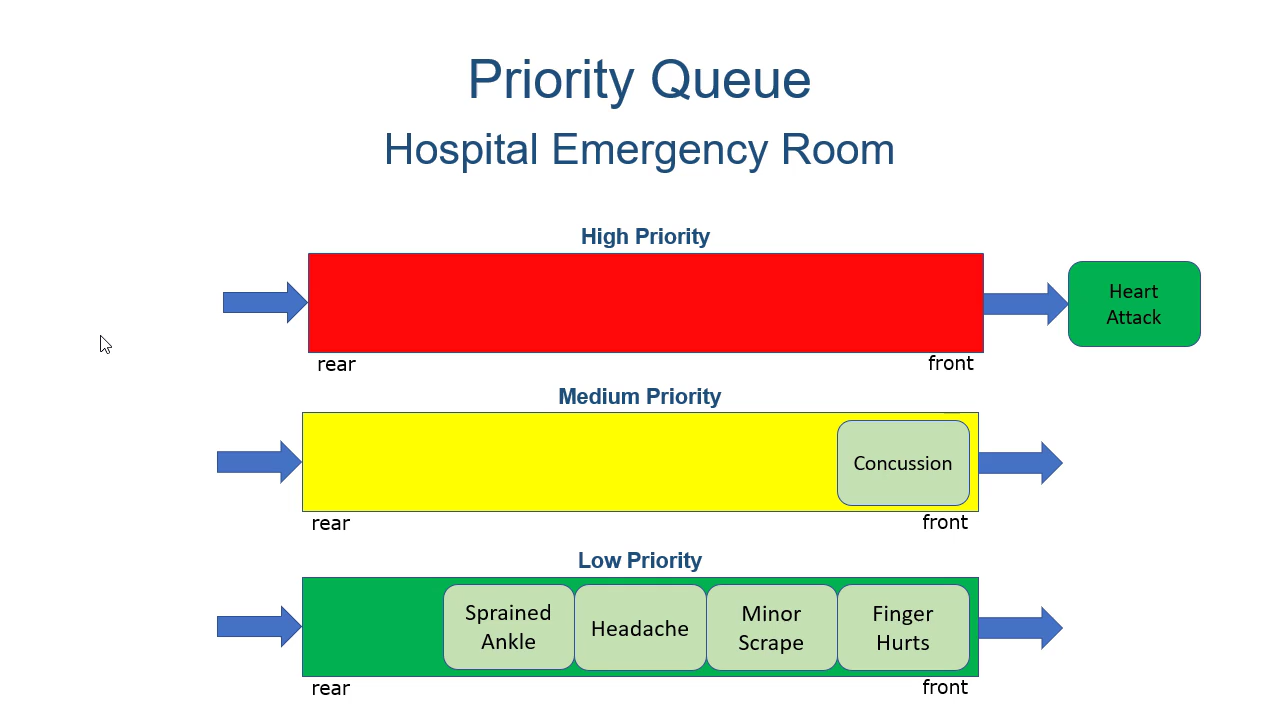 Priority Queue
Hospital Emergency Room
High Priority
Heart
Attack
rear
front
Medium Priority
Concussion
rear
front
Low Priority
Sprained
Ankle
Headache
Minor
Scrape
Finger
Hurts
rear
front